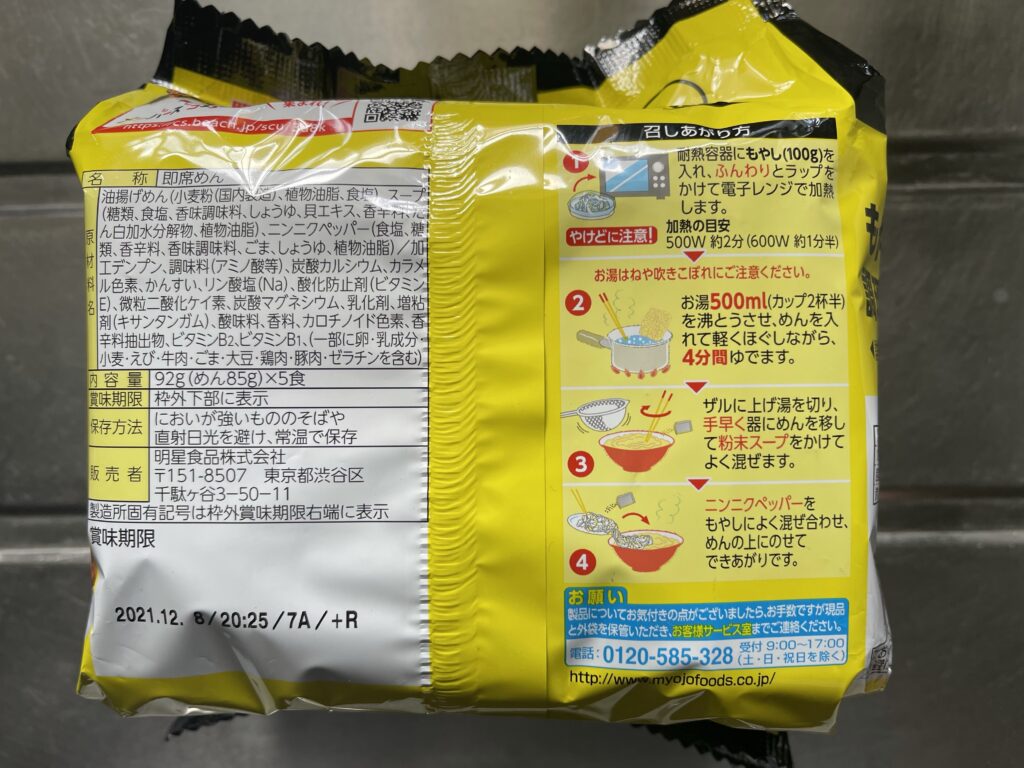 https://cs.beach.jp/scu/
名 称 即席めん
原材料名
油揚げめん(小麦粉(国内製造)、植物油脂、食塩)、スープ
(糖類、食塩、香味調味料、しょうゆ、貝エキス、香辛料、たん
ん白加水分解物、植物油脂)、ニンニクペッパー(食塩、糖
類、香辛料、香味調味料、ごま、しょうゆ、植物油脂)/加
エデンプン、調味料(アミノ酸等)、炭酸カルシウム、カラメ
ル色素、かんすい、リン酸塩(Na)、酸化防止剤(ビタミン
E)、微粒二酸化ケイ素、炭酸マグネシウム、乳化剤、増粘
剤(キサンタンガム)、酸味料、香料、カロチノイド色素、香
辛料抽出物、ビタミンB2、ビタミンB1、(一部に卵・乳成分・
小麦・えび・牛肉・ごま・大豆・鶏肉・豚肉・ゼラチンを含む)
内容量 92g(めん85g)×5食
賞味期限 枠外下部に表示
保存方法 においが強いもののそばや
直射日光を避け、常温で保存
販売者 明星食品株式会社
〒151-8507 東京都渋谷区
千駄ヶ谷3-50-11
製造所固有記号は枠外賞味期限右端に表示
賞味期限
2021.12. 8/20:25/7A/+R
召しあがり方
1
耐熱容器にもやし(100g)を
入れ、ふんわりとラップを
かけて電子レンジで加熱
します。
やけどに注意!
加熱の目安
500W 約2分(600W 約1分半)
お湯はねや吹きこぼれにご注意ください。
2
お湯500ml(カップ2杯半)
を沸とうさせ、めんを入
れて軽くほぐしながら、
4分間ゆでます。
3
ザルに上げ湯を切り、
手早く器にめんを移し
て粉末スープをかけて
よく混ぜます。
4
ニンニクペッパーを
もやしによく混ぜ合わせ、
めんの上にのせて
できあがりです。
お願い
製品についてお気付きの点がございましたら、お手数ですが現品
と外袋を保管いただき、お客様サービス室までご連絡ください。
電話:0120-585-328 受付 9:00~17:00
(土・日・祝日を除く)
http://www.myojofoods.co.jp/